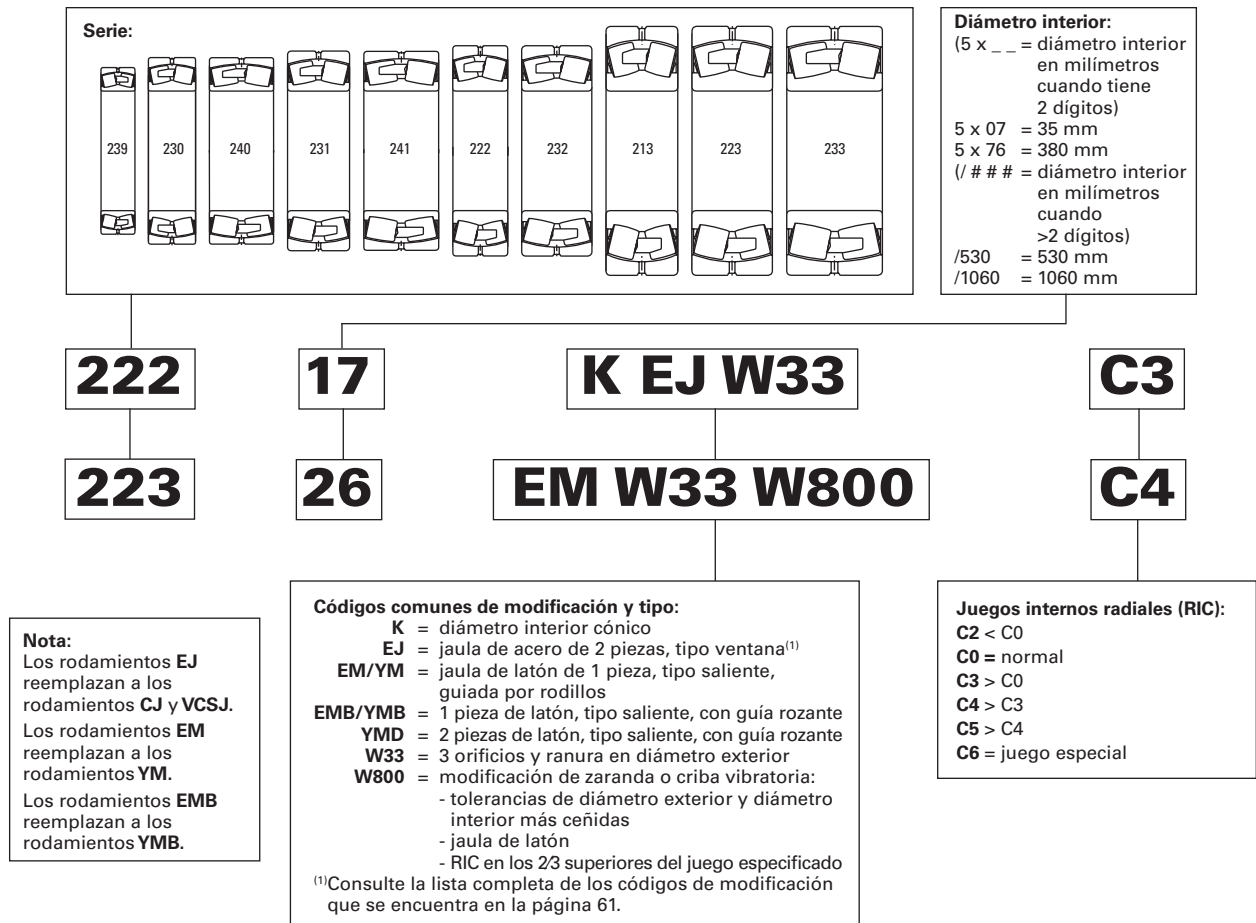 Serie:
239 230 240 231 241 222 232 213 223 233
Diámetro interior:
(5 x _ _ = diámetro interior
en milímetros
cuando tiene
2 dígitos)
5 x 07 = 35 mm
5 x 76 = 380 mm
(/ # # # = diámetro interior
en milímetros
cuando
>2 dígitos)
/530 = 530 mm
/1060 = 1060 mm
222 17 K EJ W33 C3
223 26 EM W33 W800 C4
Nota:
Los rodamientos EJ
reemplazan a los
rodamientos CJ y VCSJ.
Los rodamientos EM
reemplazan a los
rodamientos YM.
Los rodamientos EMB
reemplazan a los
rodamientos YMB.
Códigos comunes de modificación y tipo:
K = diámetro interior cónico
EJ = jaula de acero de 2 piezas, tipo ventana(1)
EM/YM = jaula de latón de 1 pieza, tipo saliente,
guiada por rodillos
EMB/YMB = 1 pieza de latón, tipo saliente, con guía rozante
YMD = 2 piezas de latón, tipo saliente, con guía rozante
W33 = 3 orificios y ranura en diámetro exterior
W800 = modificación de zaranda o criba vibratoria:
- tolerancias de diámetro exterior y diámetro
interior más ceñidas
- jaula de latón
- RIC en los 2/3 superiores del juego especificado
(1)Consulte la lista completa de los códigos de modificación
que se encuentra en la página 61.
Juegos internos radiales (RIC):
C2 < C0
C0 = normal
C3 > C0
C4 > C3
C5 > C4
C6 = juego especial